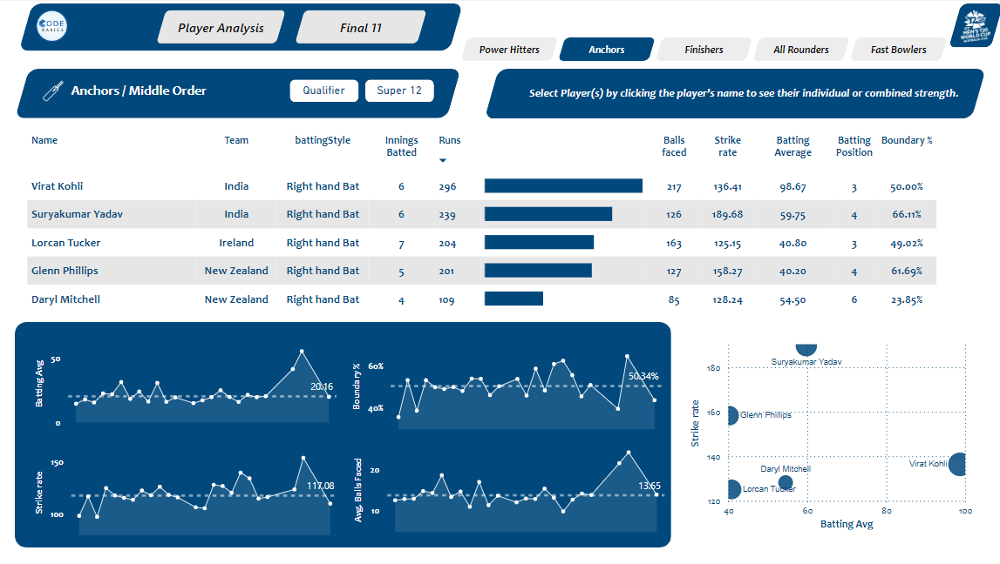 CODE
BASICS
Player Analysis
Final 11
MEN'S T20
WORLD CUP
Power Hitters
Anchors
Finishers
All Rounders
Fast Bowlers
Anchors / Middle Order
Qualifier
Super 12
Select Player(s) by clicking the player's name to see their individual or combined strength.
Name Team battingStyle Innings Batted Runs Balls faced Strike rate Batting Average Batting Position Boundary %
Virat Kohli India Right hand Bat 6 296 217 136.41 98.67 3 50.00%
Suryakumar Yadav India Right hand Bat 6 239 126 189.68 59.75 4 66.11%
Lorcan Tucker Ireland Right hand Bat 7 204 163 125.15 40.80 3 49.02%
Glenn Phillips New Zealand Right hand Bat 5 201 127 158.27 40.20 4 61.69%
Daryl Mitchell New Zealand Right hand Bat 4 109 85 128.24 54.50 6 23.85%
Batting Avg
50
0
20.16
Boundary %
60%
40%
50.34%
Strike rate
150
100
117.08
Avg. Balls Faced
20
10
13.65
Strike rate
180
160
140
120
Suryakumar Yadav
Glenn Phillips
Virat Kohli
Daryl Mitchell
Lorcan Tucker
40 60 80 100
Batting Avg